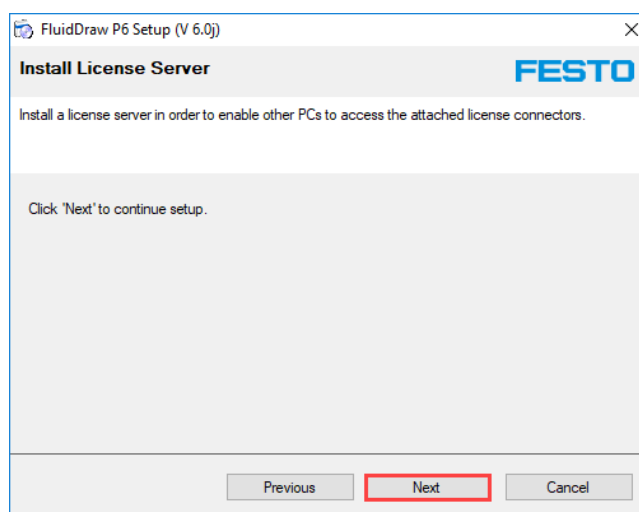 FluidDraw P6 Setup (V 6.0j)
Install License Server
FESTO
Install a license server in order to enable other PCs to access the attached license connectors.
Click 'Next' to continue setup.
Previous
Next
Cancel